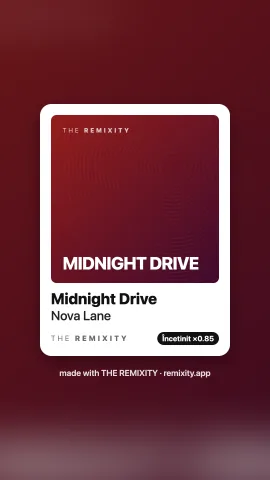 THE REMIXITY
MIDNIGHT DRIVE
Midnight Drive
Nova Lane
THE REMIXITY
Încetinit ×0.85
made with THE REMIXITY · remixity.app